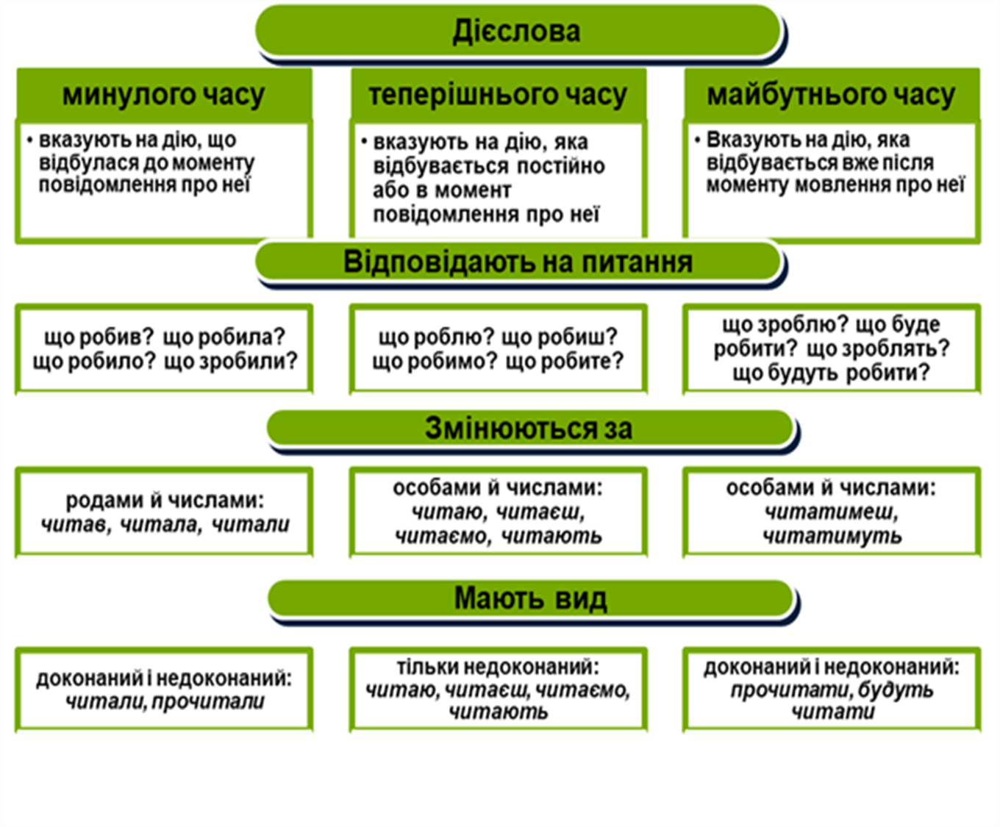 Дієслова
минулого часу
• вказують на дію, що
відбулася до моменту
повідомлення про неї
теперішнього часу
• вказують на дію, яка
відбувається постійно
або в момент
повідомлення про неї
майбутнього часу
• Вказують на дію, яка
відбувається вже після
моменту мовлення про неї
Відповідають на питання
що робив? що робила?
що робило? що зробили?
що роблю? що робиш?
що робимо? що робите?
що зроблю? що буде
робити? що зроблять?
що будуть робити?
Змінюються за
родами й числами:
читав, читала, читали
особами й числами:
читаю, читаєш,
читаємо, читають
особами й числами:
читатимеш,
читатимуть
Мають вид
доконаний і недоконаний:
читали, прочитали
тільки недоконаний:
читаю, читаєш, читаємо,
читають
доконаний і недоконаний:
прочитати, будуть
читати